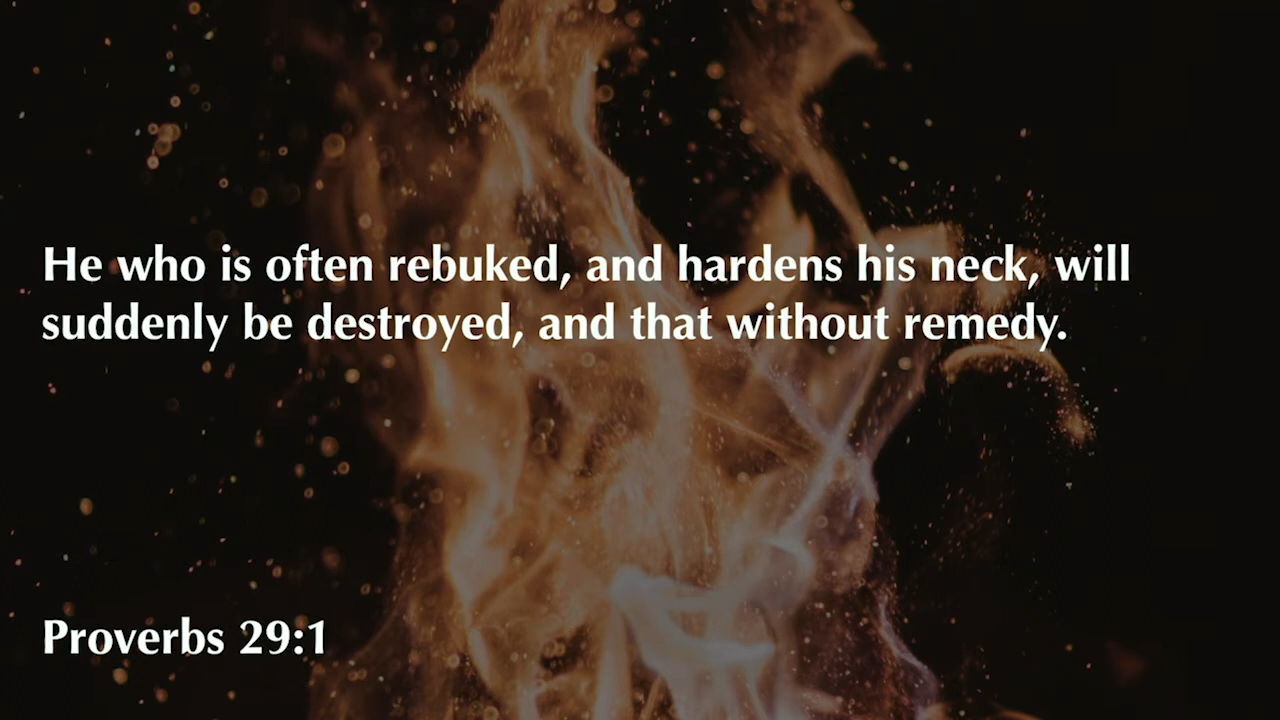 He who is often rebuked, and hardens his neck, will
suddenly be destroyed, and that without remedy.
Proverbs 29:1